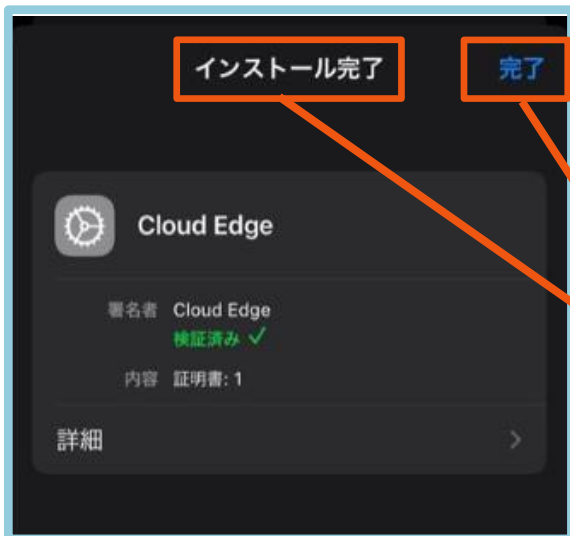 インストール完了
完了
Cloud Edge
署名者 Cloud Edge
検証済み ✓
内容 証明書: 1
詳細